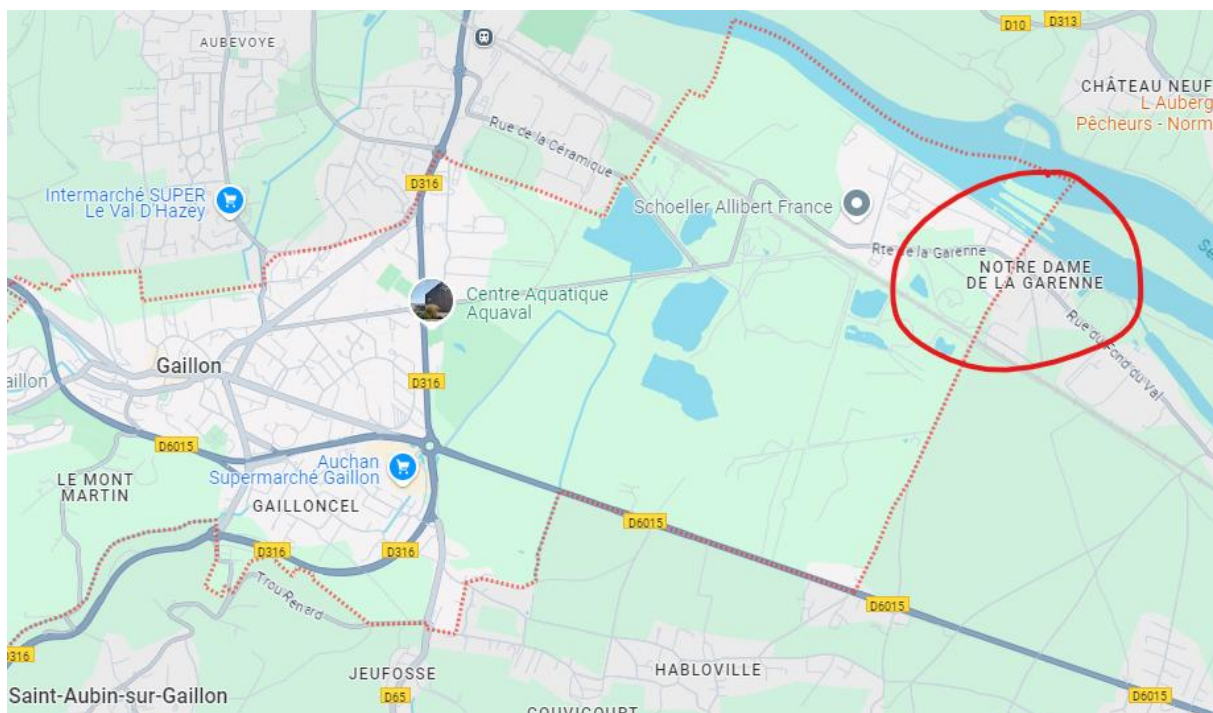 D10
D313
AUBEVOYE
CHÂTEAU NEUF
L Auberg
Pêcheurs - Norm
Rue de la Céramique
D316
Intermarché SUPER
Le Val D'Hazey
Schoeller Allibert France
Rte de la Garenne
NOTRE DAME
DE LA GARENNE
Se
Centre Aquatique
Aquaval
Rue du Fond du Val
Gaillon
aillon
D316
D6015
Auchan
Supermarché Gaillon
LE MONT
MARTIN
GAILLONCEL
D6015
D316
D316
Trou Renard
D6015
316
JEUFOSSE
HABLOVILLE
Saint-Aubin-sur-Gaillon
D65
D6015
COUVICOURT